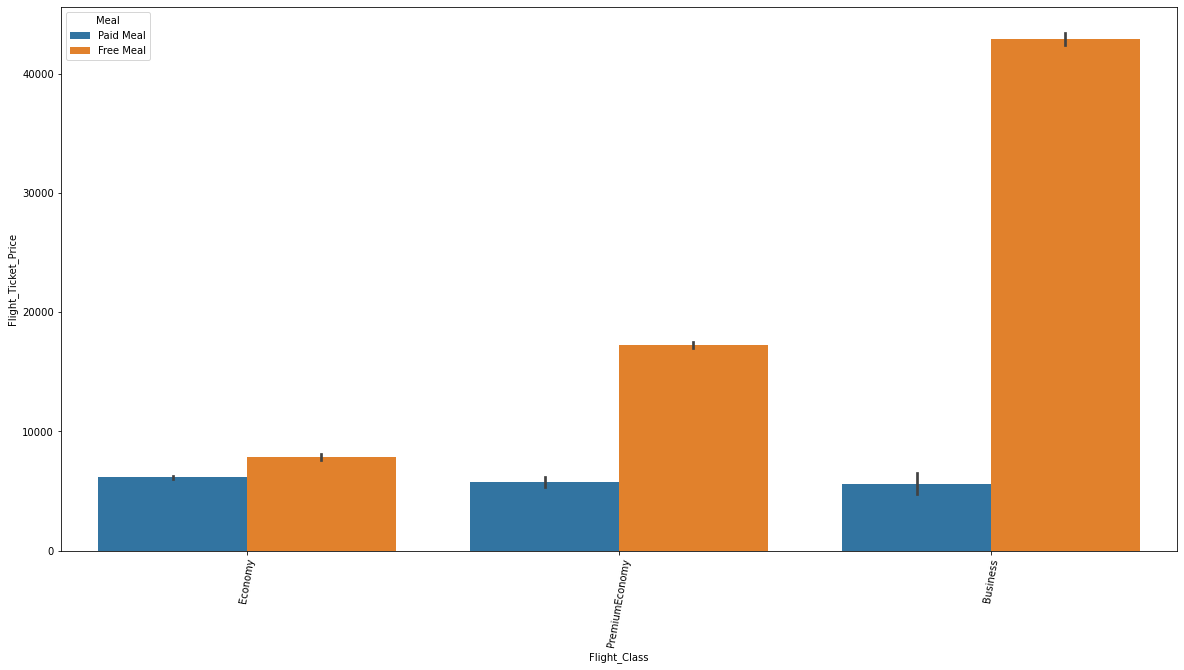 Meal
Paid Meal
Free Meal
40000
30000
20000
10000
0
Flight_Ticket_Price
Economy
PremiumEconomy
Business
Flight_Class